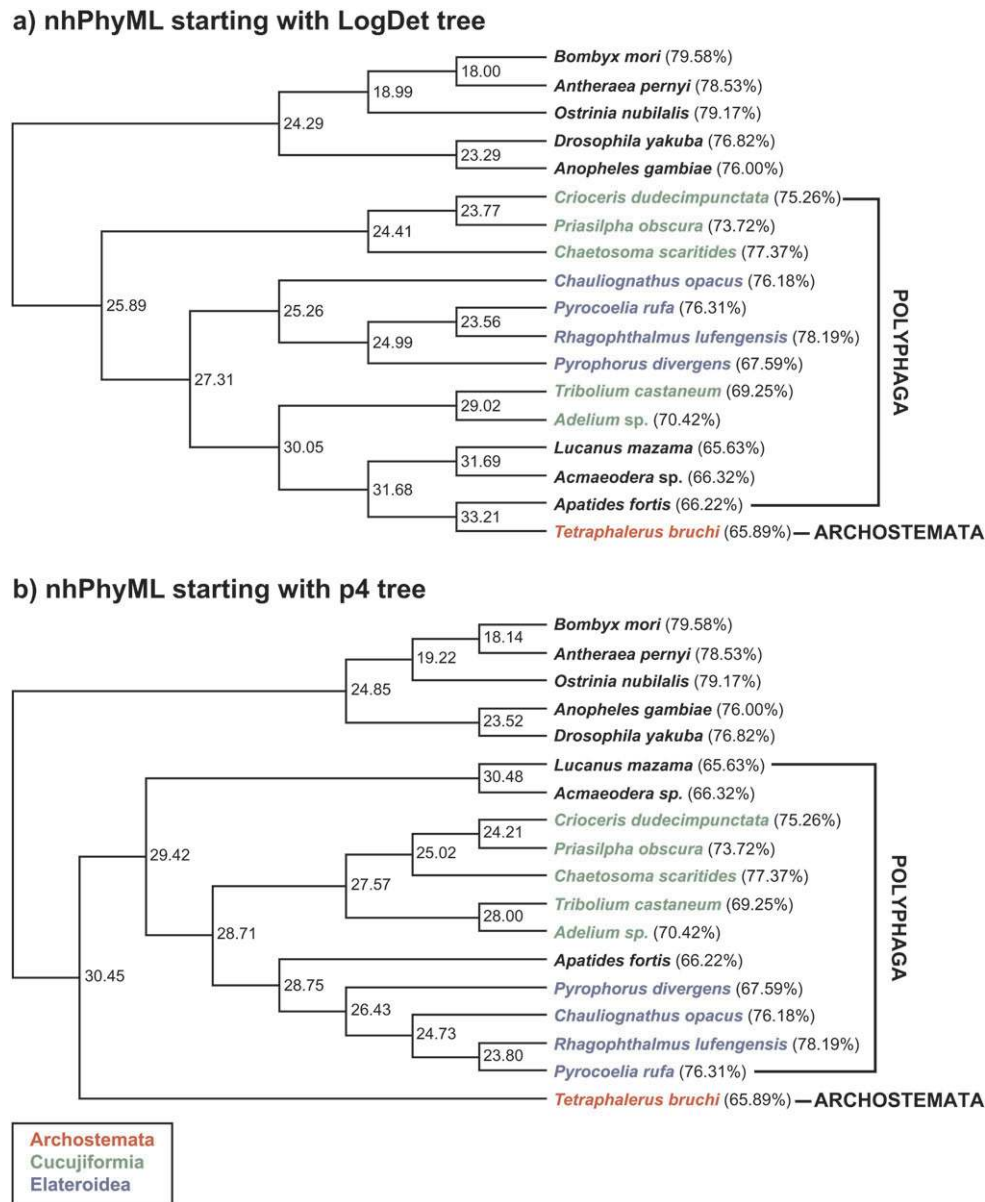 a) nhPhyML starting with LogDet tree
Bombyx mori (79.58%)
18.00
Antheraea pernyi (78.53%)
18.99
Ostrinia nubilalis (79.17%)
24.29
Drosophila yakuba (76.82%)
23.29
Anopheles gambiae (76.00%)
Crioceris dudecimpunctata (75.26%)
23.77
Priasilpha obscura (73.72%)
24.41
Chaetosoma scaritides (77.37%)
Chauliognathus opacus (76.18%)
25.89
25.26
Pyrocoelia rufa (76.31%)
23.56
Rhagophthalmus lufengensis (78.19%)
24.99
Pyrophorus divergens (67.59%)
27.31
Tribolium castaneum (69.25%)
29.02
Adelium sp. (70.42%)
30.05
Lucanus mazama (65.63%)
31.69
Acmaeodera sp. (66.32%)
31.68
Apatides fortis (66.22%)
33.21
Tetraphalerus bruchi (65.89%)
ARCHOSTEMATA
POLYPHAGA
b) nhPhyML starting with p4 tree
Bombyx mori (79.58%)
18.14
Antheraea pernyi (78.53%)
19.22
Ostrinia nubilalis (79.17%)
24.85
Anopheles gambiae (76.00%)
23.52
Drosophila yakuba (76.82%)
Lucanus mazama (65.63%)
30.48
Acmaeodera sp. (66.32%)
Crioceris dudecimpunctata (75.26%)
24.21
Priasilpha obscura (73.72%)
25.02
29.42
Chaetosoma scaritides (77.37%)
27.57
Tribolium castaneum (69.25%)
28.00
Adelium sp. (70.42%)
28.71
Apatides fortis (66.22%)
30.45
28.75
Pyrophorus divergens (67.59%)
26.43
Chauliognathus opacus (76.18%)
24.73
Rhagophthalmus lufengensis (78.19%)
23.80
Pyrocoelia rufa (76.31%)
Tetraphalerus bruchi (65.89%)
ARCHOSTEMATA
POLYPHAGA
Archostemata
Cucujiformia
Elateroidea